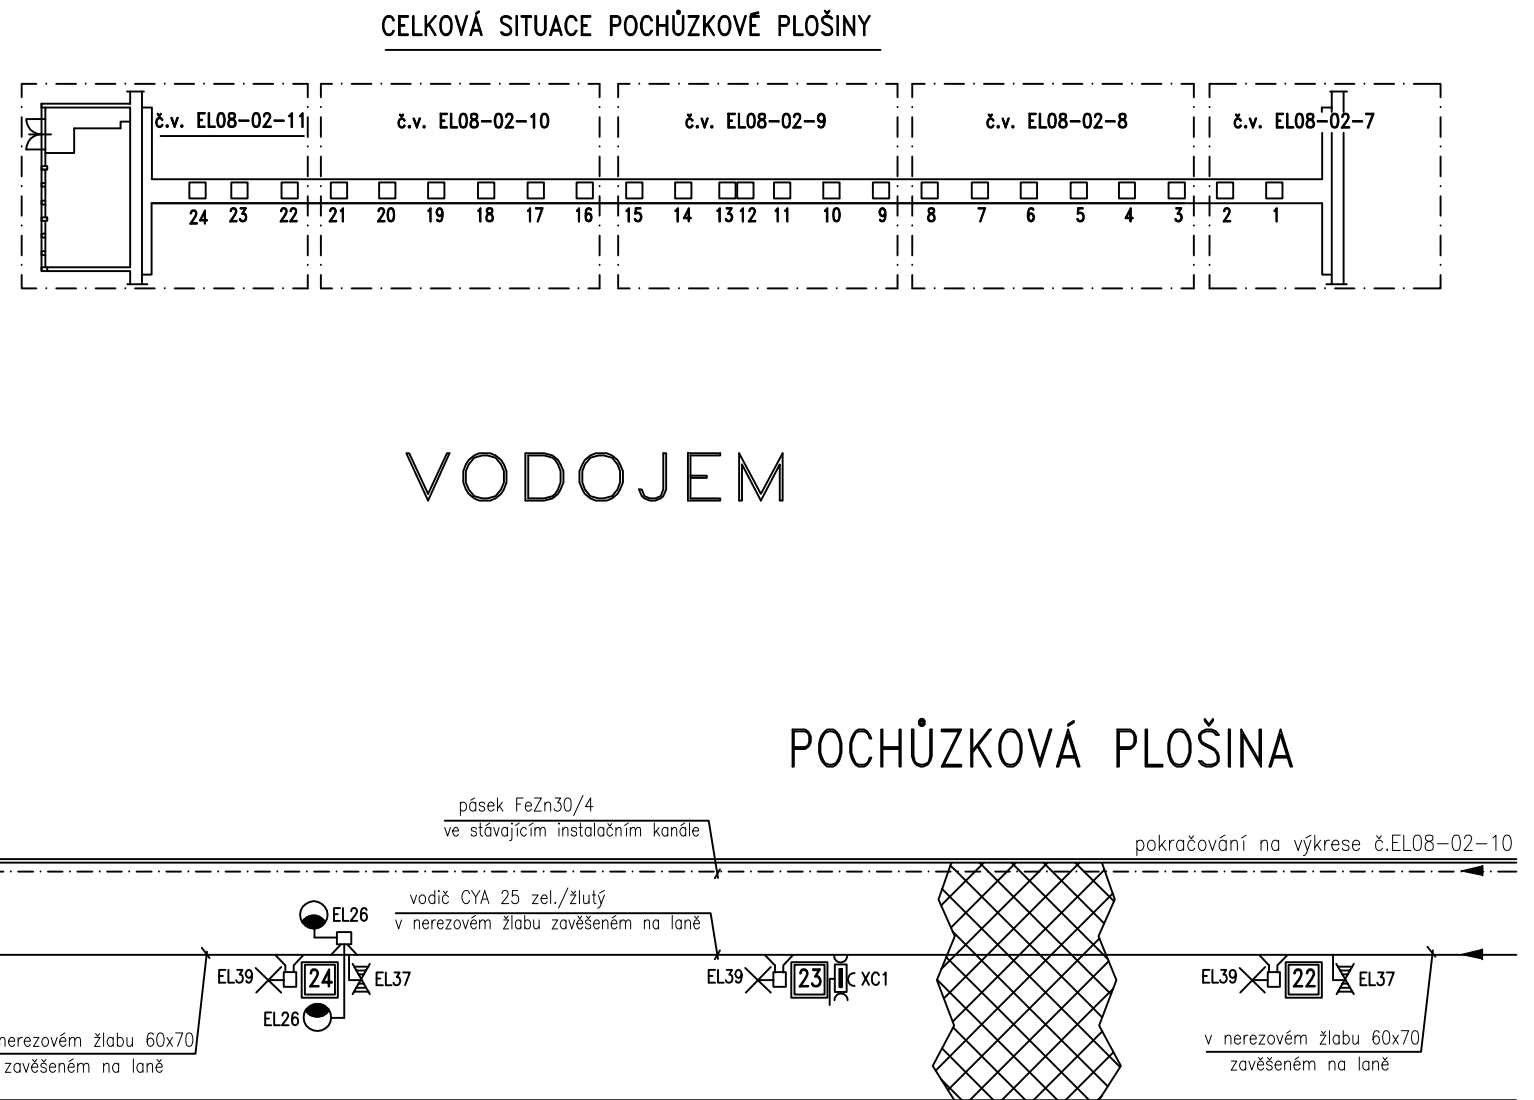 CELKOVÁ SITUACE POCHŮZKOVÉ PLOŠINY
č.v. EL08-02-11 č.v. EL08-02-10 č.v. EL08-02-9 č.v. EL08-02-8 č.v. EL08-02-7
24 23 22 21 20 19 18 17 16 15 14 13 12 11 10 9 8 7 6 5 4 3 2 1
VODOJEM
POCHŮZKOVÁ PLOŠINA
pásek FeZn30/4
ve stávajícím instalačním kanále
pokračování na výkrese č.EL08-02-10
vodič CYA 25 zel./žlutý
v nerezovém žlabu zavěšeném na laně
EL26
EL39 24 EL37 EL39 23 XC1 EL39 22 EL37
EL26
nerezovém žlabu 60x70
zavěšeném na laně
v nerezovém žlabu 60x70
zavěšeném na laně